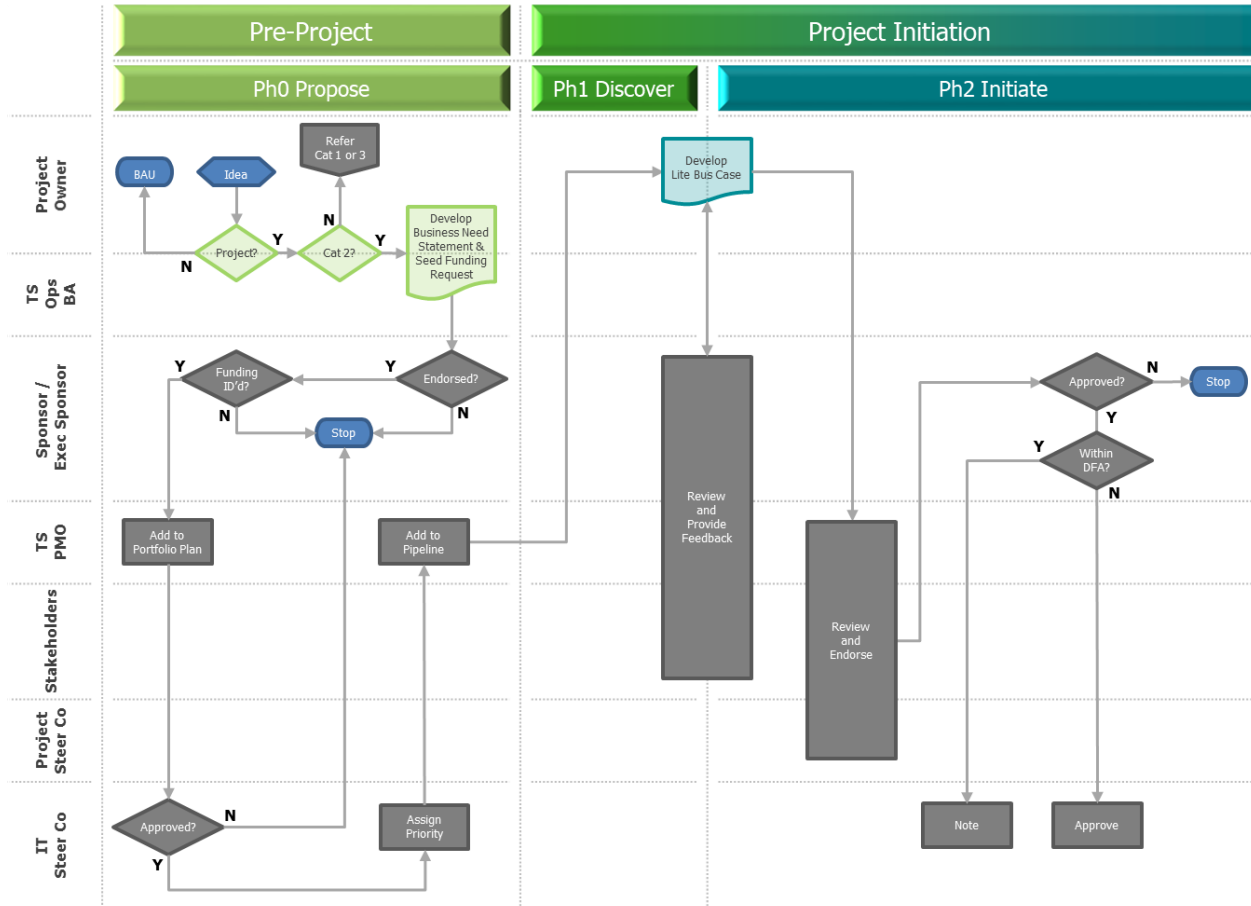 Pre-Project
Project Initiation
Ph0 Propose
Ph1 Discover
Ph2 Initiate
Project
Owner
BAU
Idea
Refer
Cat 1 or 3
Develop
Lite Bus Case
N
Project?
Y
N
Cat 2?
Y
Develop
Business Need
Statement &
Seed Funding
Request
TS
Ops
BA
Sponsor /
Exec Sponsor
Y
Funding
ID'd?
N
Y
Endorsed?
N
Stop
Approved?
N
Stop
Y
Y
Within
DFA?
N
Review
and
Provide
Feedback
TS
PMO
Add to
Portfolio Plan
Add to
Pipeline
Stakeholders
Review
and
Endorse
Project
Steer Co
IT
Steer Co
Approved?
N
Y
Assign
Priority
Note
Approve